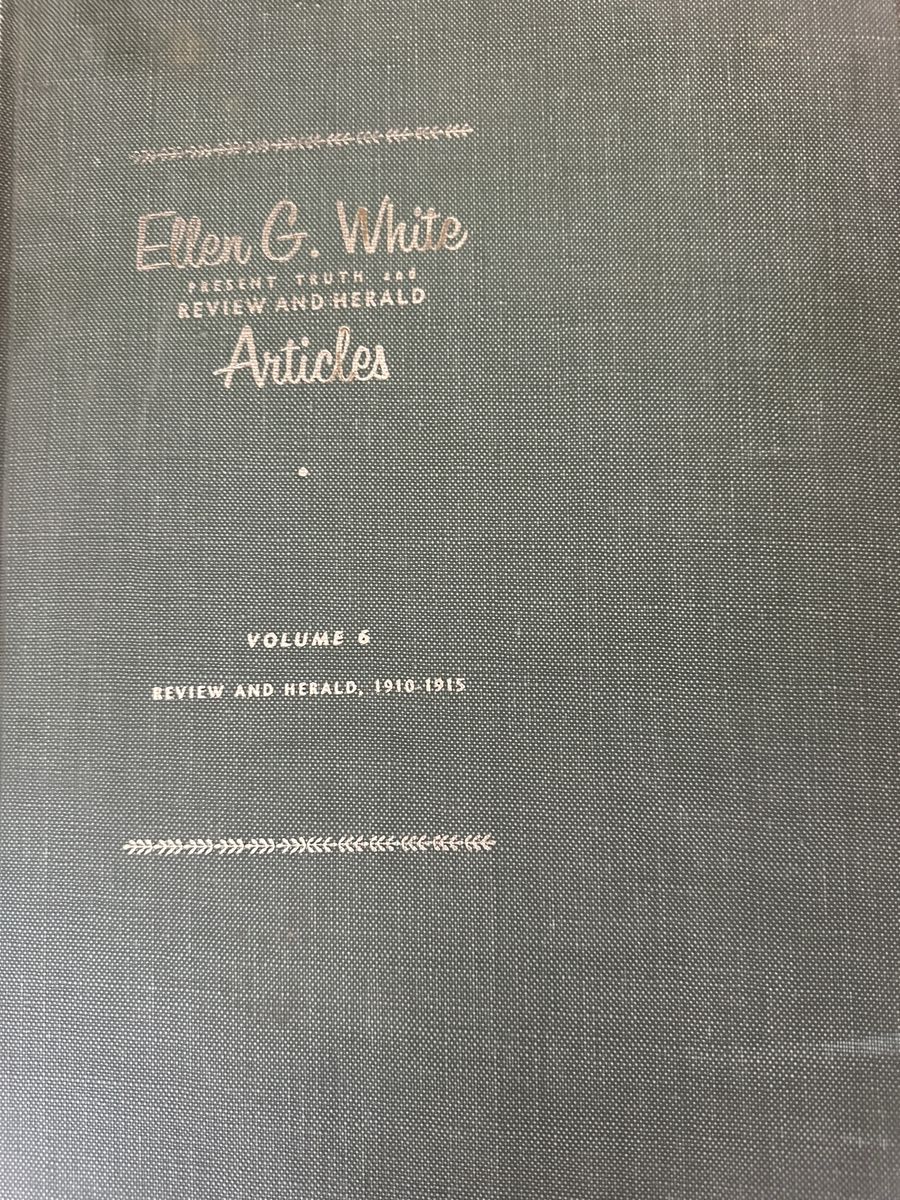 Ellen G. White
PRESENT TRUTH and
REVIEW AND HERALD
Articles
VOLUME 6
REVIEW AND HERALD, 1910-1915